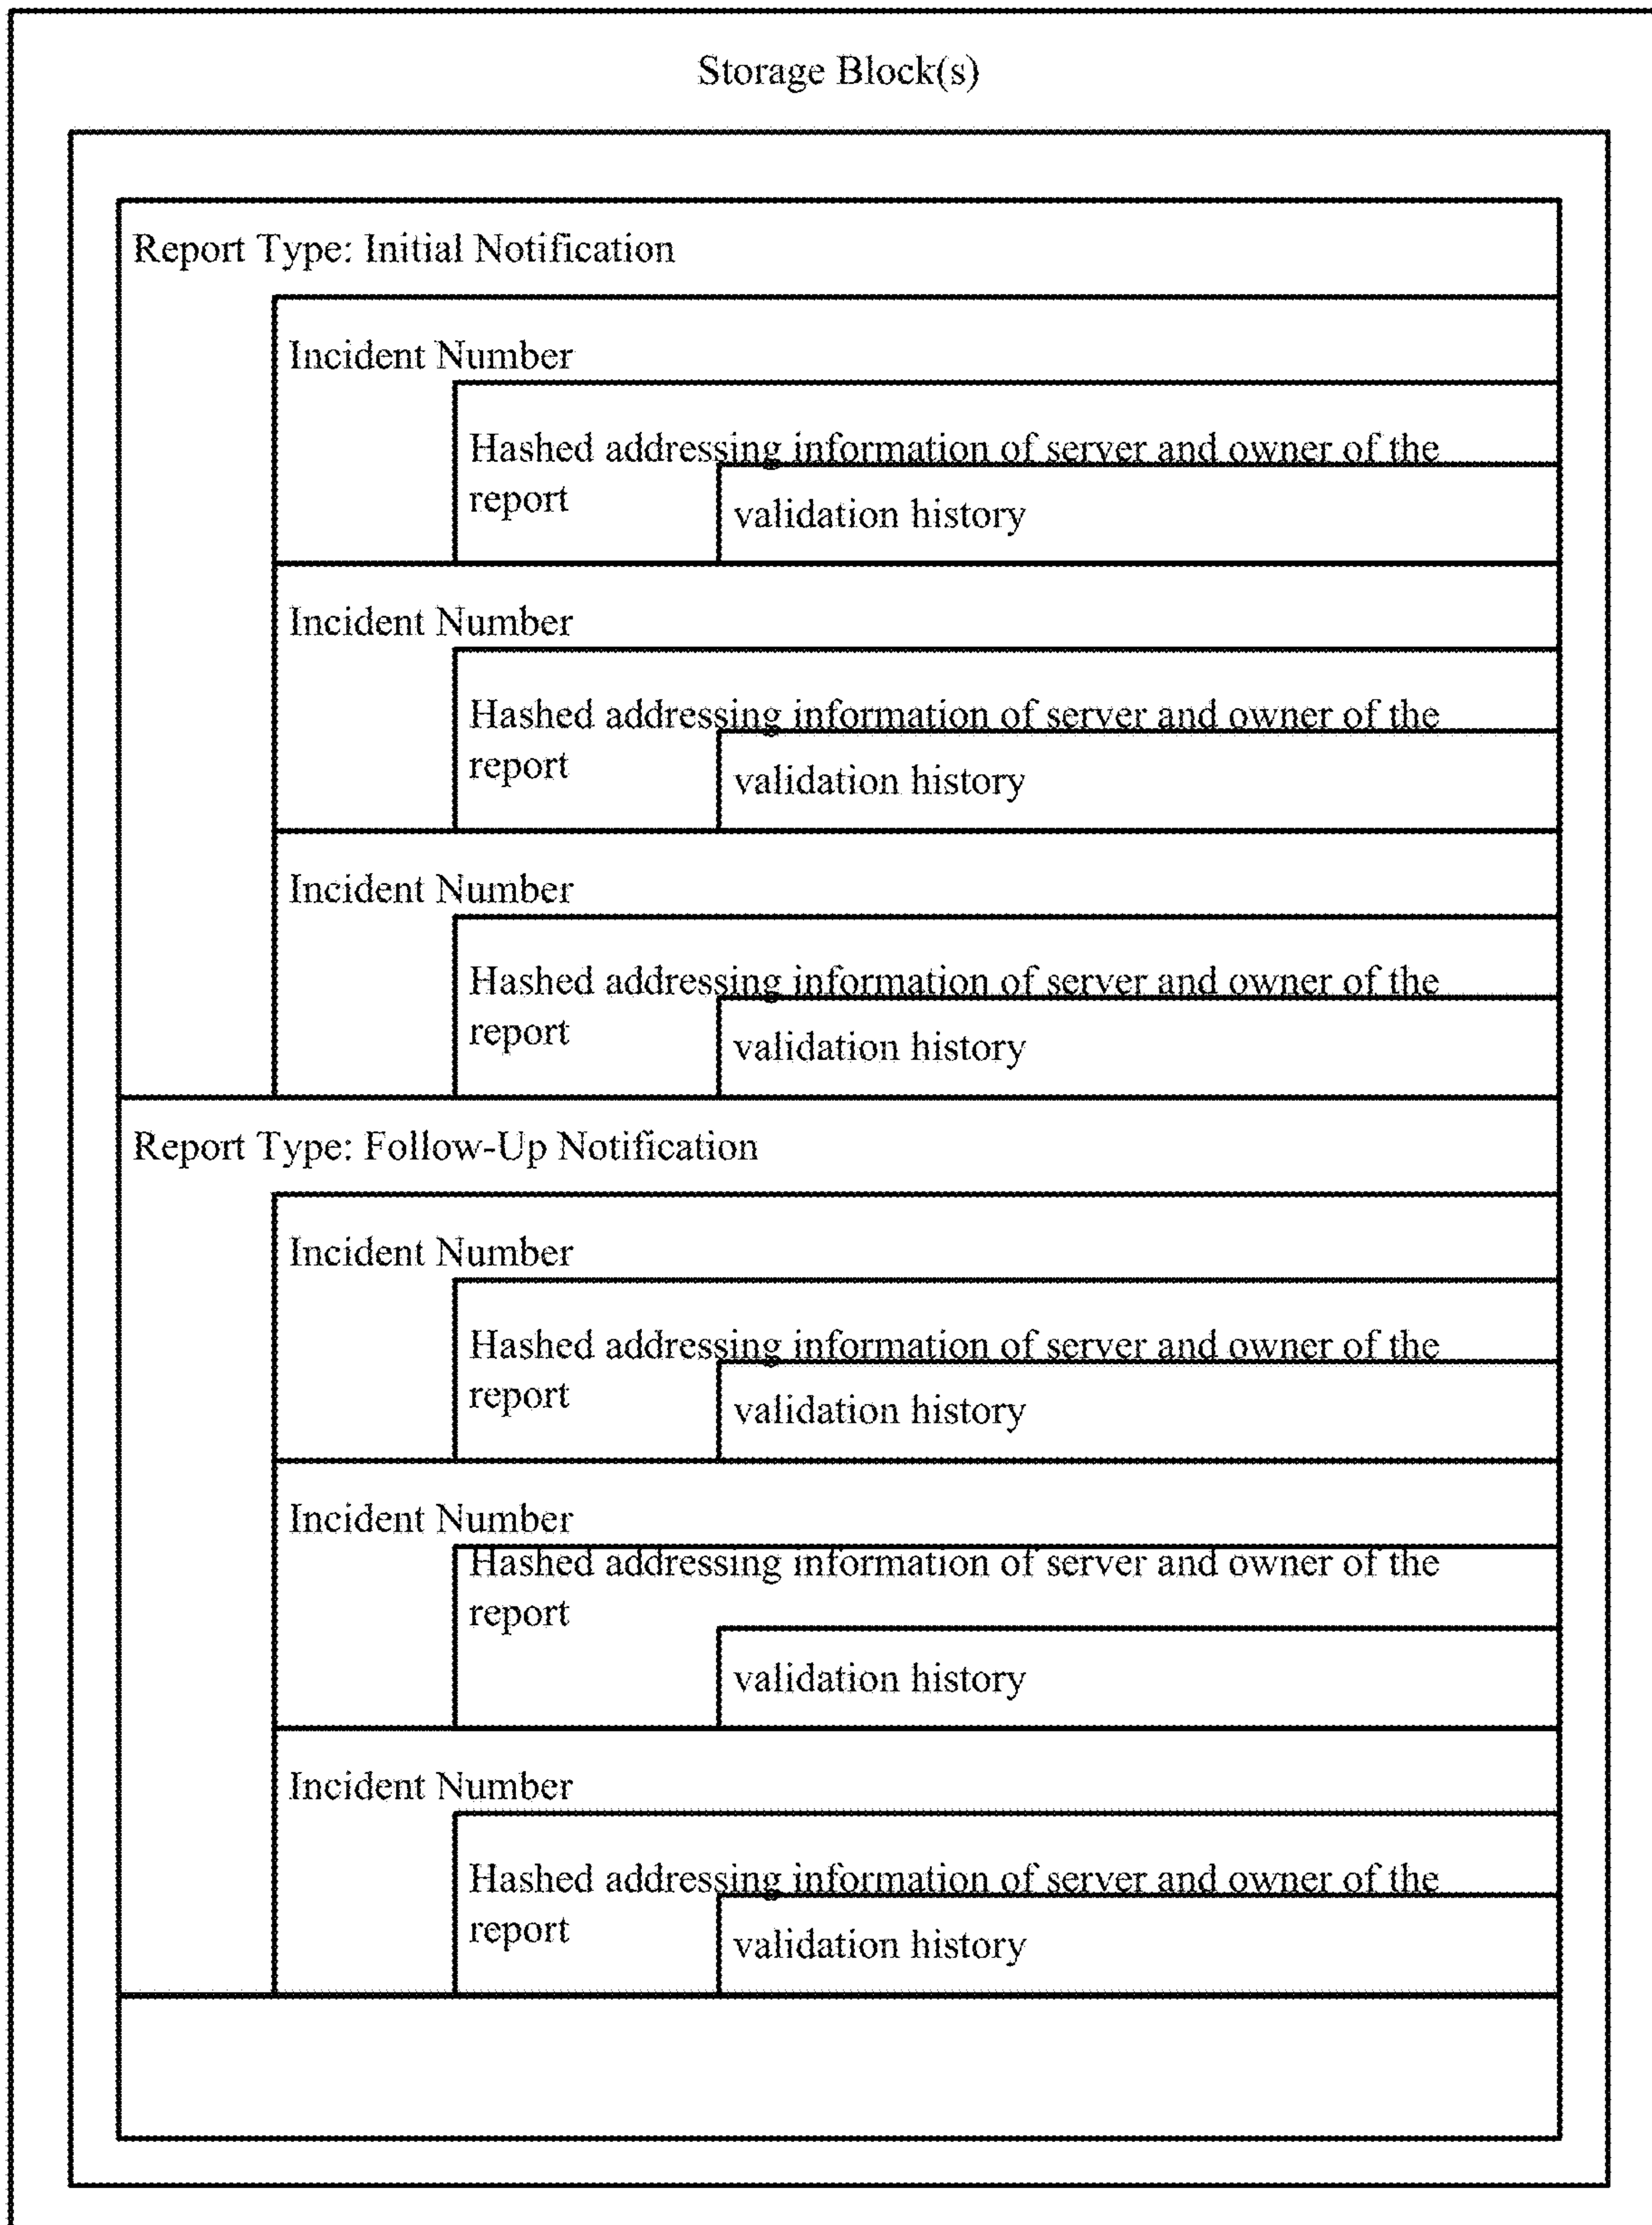 Storage Block(s)
Report Type: Initial Notification
Incident Number
Hashed addressing information of server and owner of the
report
validation history
Incident Number
Hashed addressing information of server and owner of the
report
validation history
Incident Number
Hashed addressing information of server and owner of the
report
validation history
Report Type: Follow-Up Notification
Incident Number
Hashed addressing information of server and owner of the
report
validation history
Incident Number
Hashed addressing information of server and owner of the
report
validation history
Incident Number
Hashed addressing information of server and owner of the
report
validation history